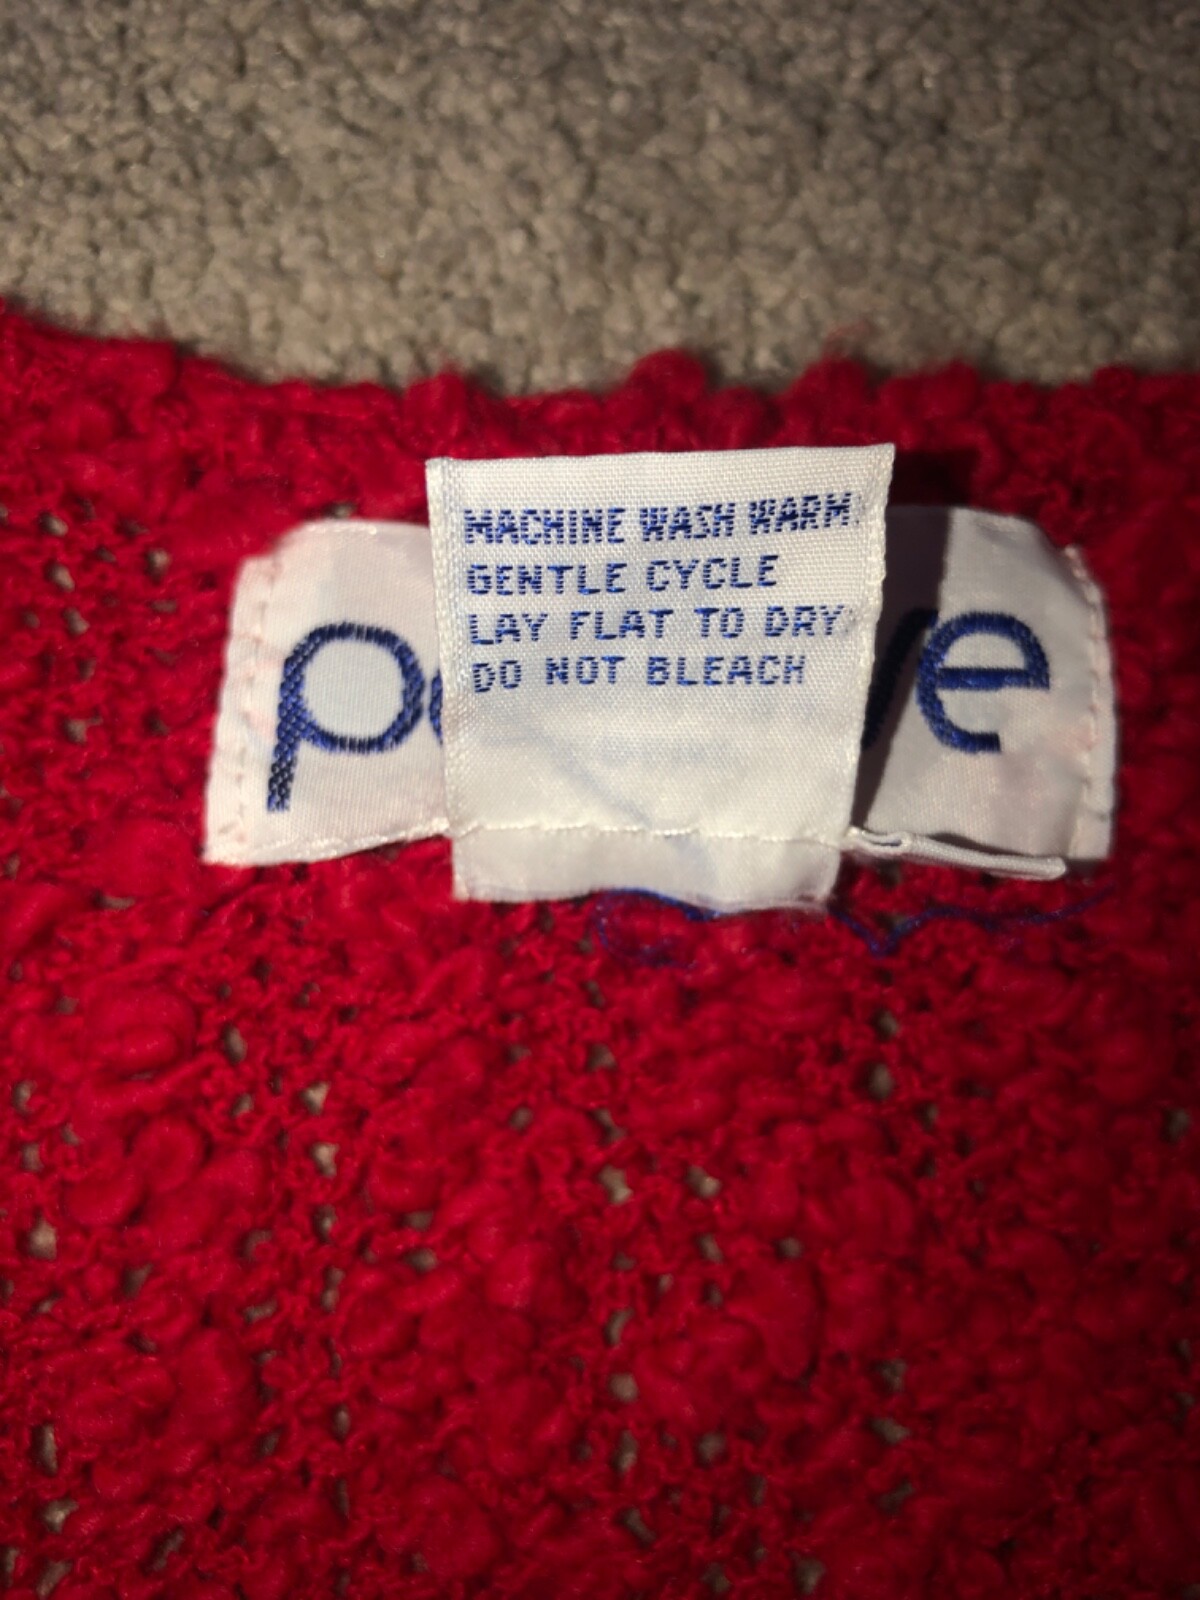 MACHINE WASH WARM
GENTLE CYCLE
LAY FLAT TO DRY
DO NOT BLEACH